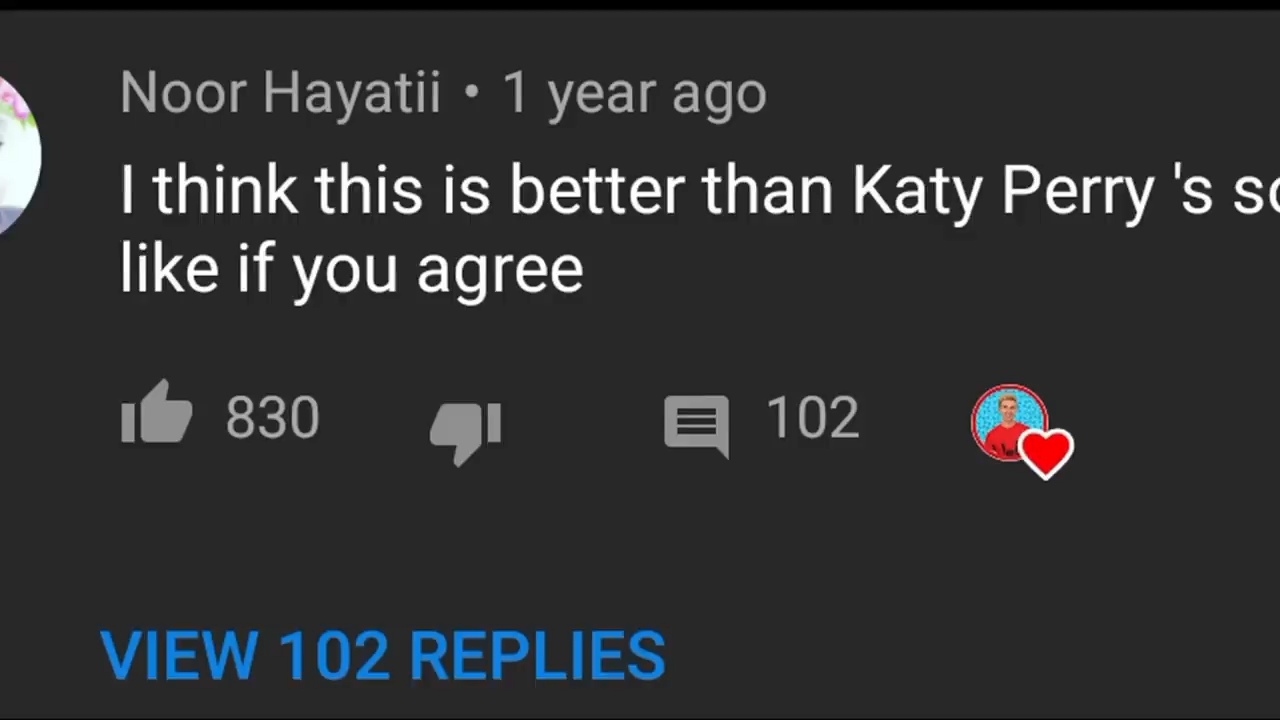 Noor Hayatii • 1 year ago
I think this is better than Katy Perry 's
like if you agree
830
102
VIEW 102 REPLIES